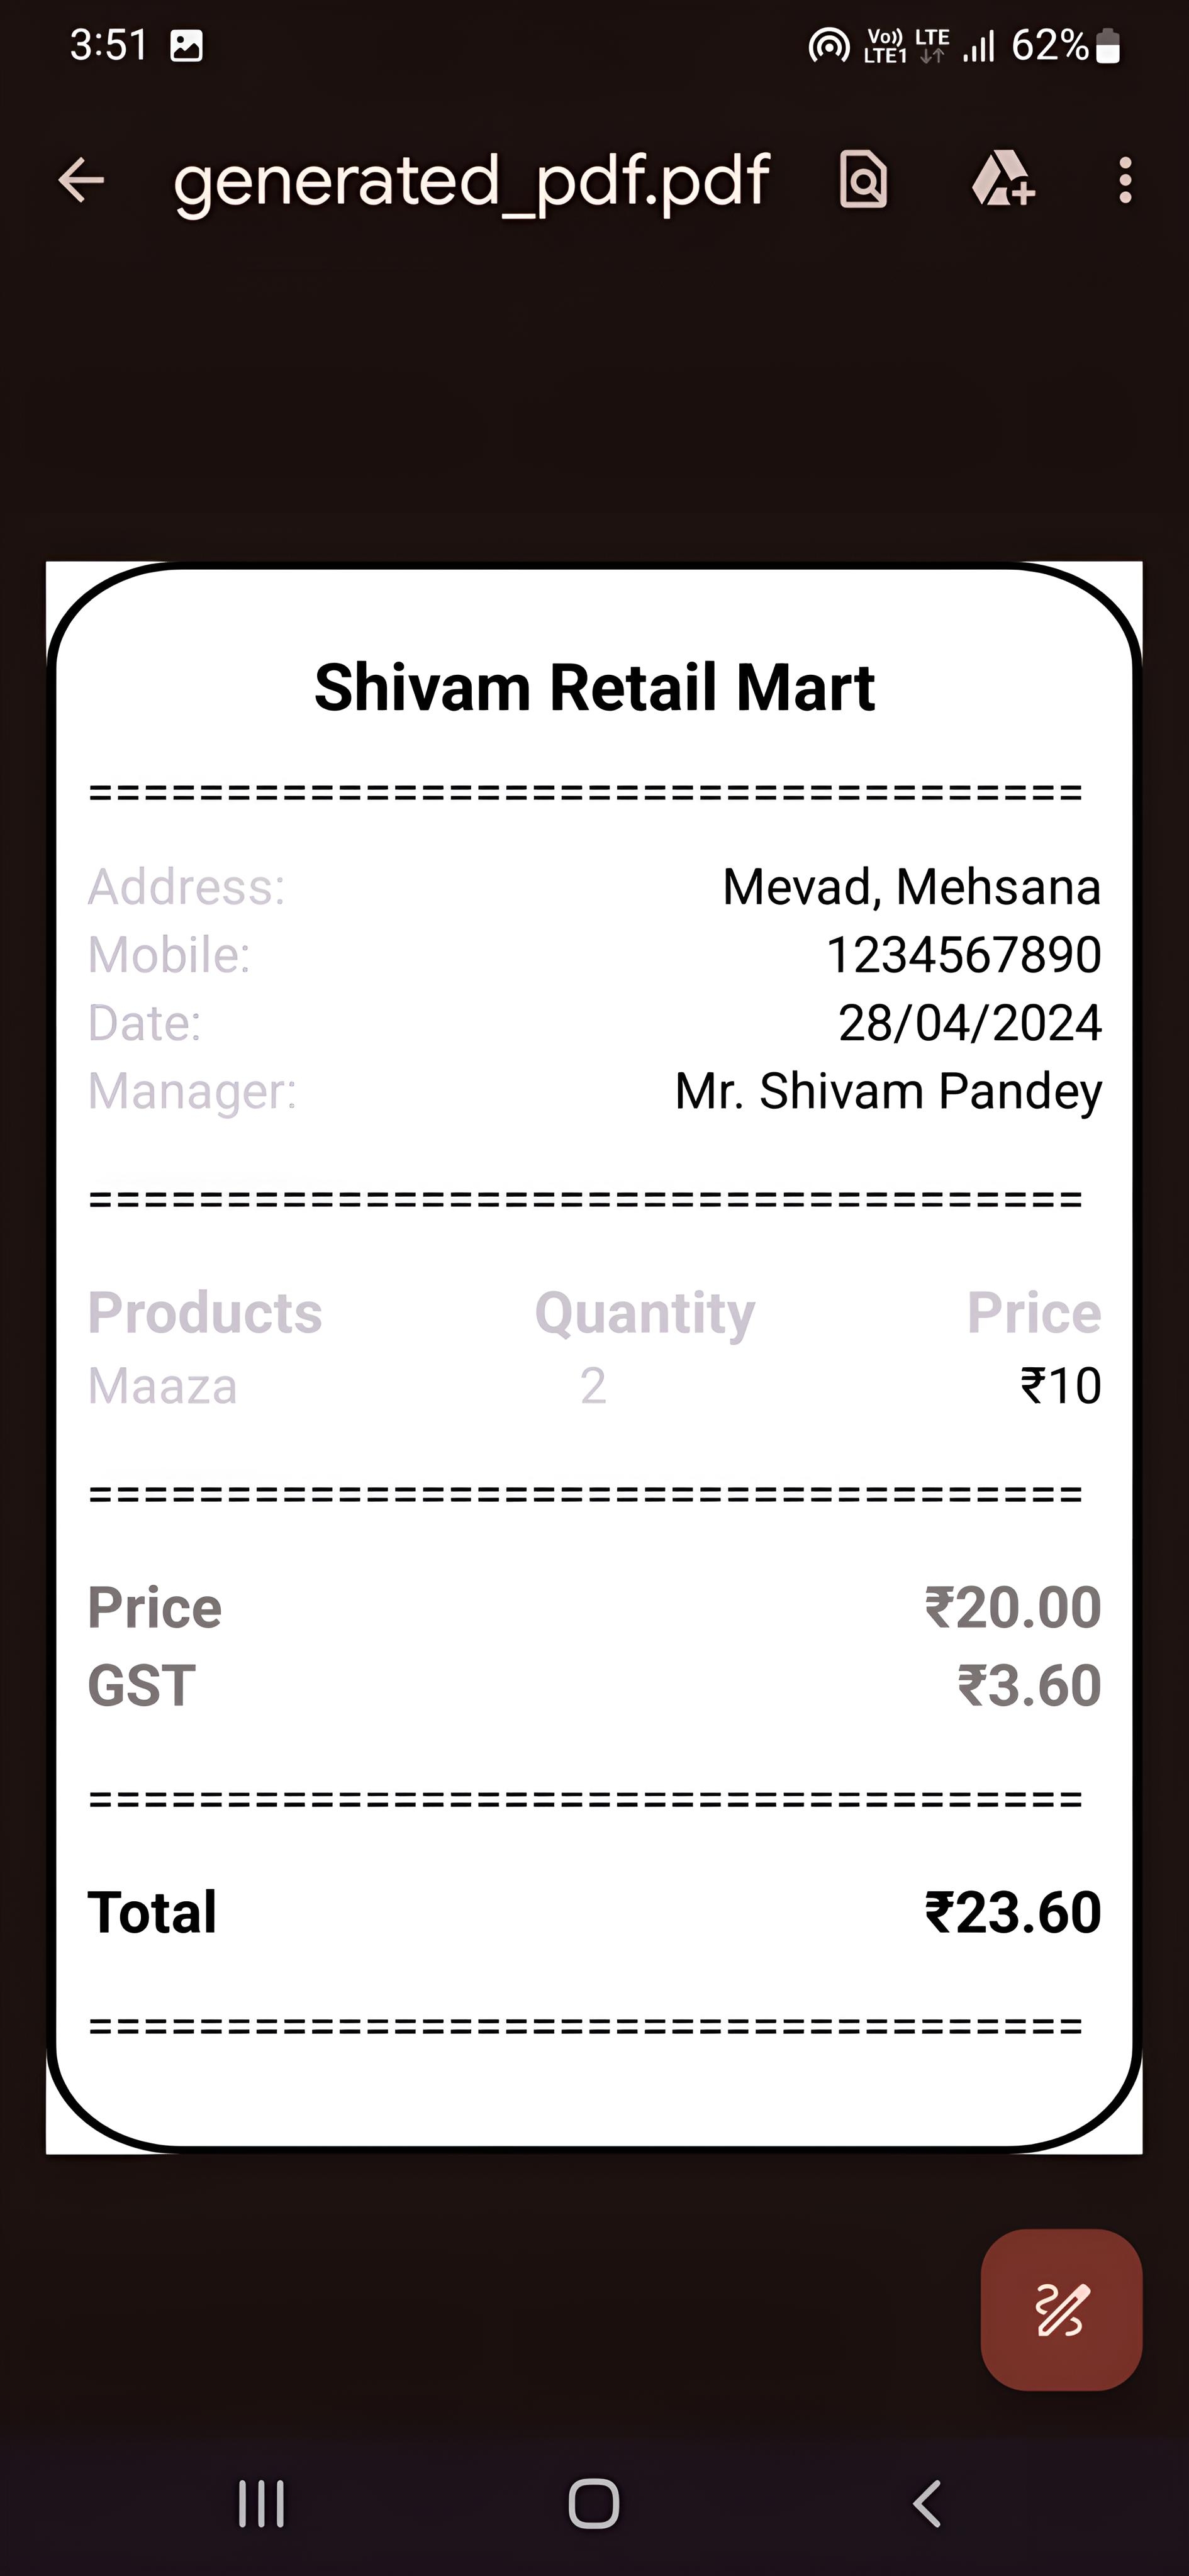 3:51 Vo)) LTE1 LTE 62%
generated_pdf.pdf
Shivam Retail Mart
====================================
Address: Mevad, Mehsana
Mobile: 1234567890
Date: 28/04/2024
Manager: Mr. Shivam Pandey
====================================
Products Quantity Price
Maaza 2 ₹10
====================================
Price ₹20.00
GST ₹3.60
====================================
Total ₹23.60
====================================